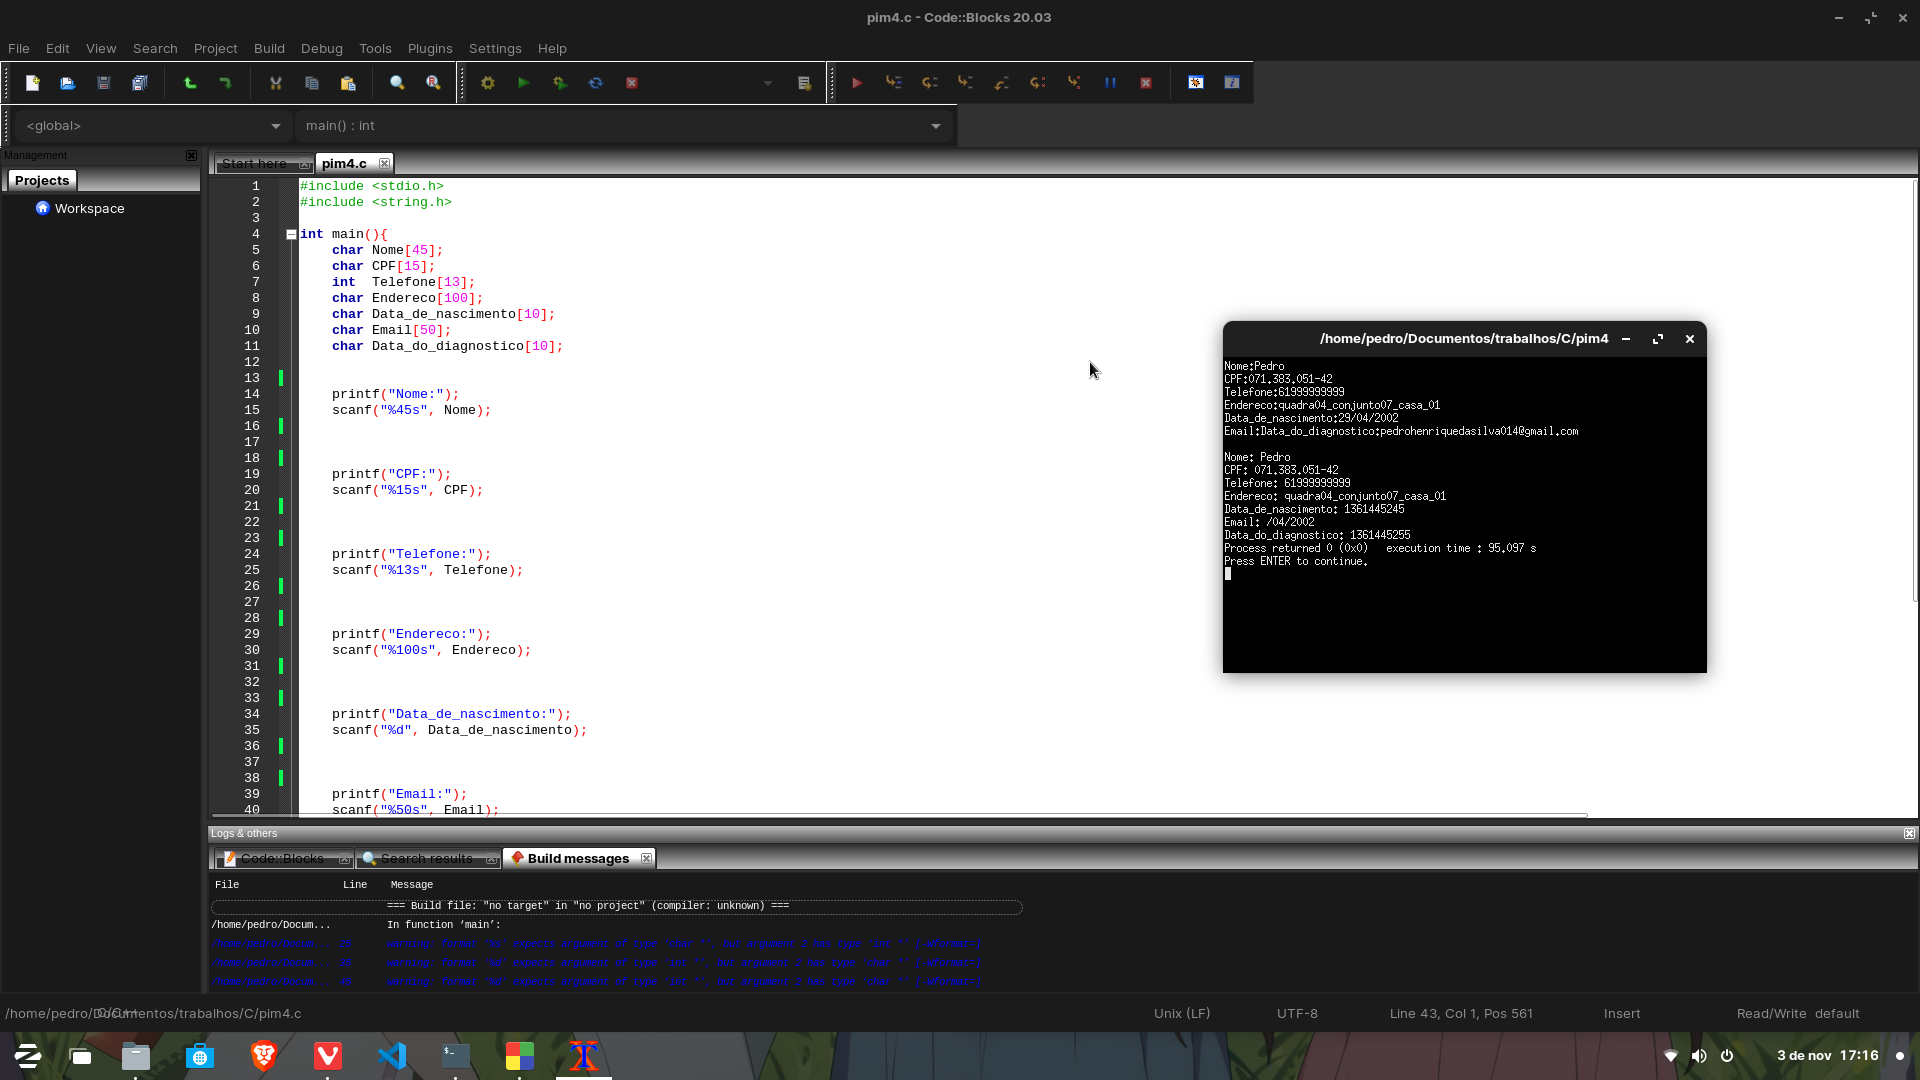 pim4.c - Code::Blocks 20.03
File Edit View Search Project Build Debug Tools Plugins Settings Help
<global>
main() : int
Management
Projects
Workspace
Start here
pim4.c
1 #include <stdio.h>
2 #include <string.h>
3
4 int main(){
5 char Nome[45];
6 char CPF[15];
7 int  Telefone[13];
8 char Endereco[100];
9 char Data_de_nascimento[10];
10 char Email[50];
11 char Data_do_diagnostico[10];
12
13
14 printf("Nome:");
15 scanf("%45s", Nome);
16
17
18
19 printf("CPF:");
20 scanf("%15s", CPF);
21
22
23
24 printf("Telefone:");
25 scanf("%13s", Telefone);
26
27
28
29 printf("Endereco:");
30 scanf("%100s", Endereco);
31
32
33
34 printf("Data_de_nascimento:");
35 scanf("%d", Data_de_nascimento);
36
37
38
39 printf("Email:");
40 scanf("%50s", Email);
/home/pedro/Documentos/trabalhos/C/pim4
Nome:Pedro
CPF:071.383.051-42
Telefone:61999999999
Endereco:quadra04_conjunto07_casa_01
Data_de_nascimento:29/04/2002
Email:Data_do_diagnostico:pedrohenriquedasilva014@gmail.com
Nome: Pedro
CPF: 071.383.051-42
Telefone: 61999999999
Endereco: quadra04_conjunto07_casa_01
Data_de_nascimento: 1361445245
Email: /04/2002
Data_do_diagnostico: 1361445255
Process returned 0 (0x0)   execution time : 95.097 s
Press ENTER to continue.
Logs & others
Code::Blocks
Search results
Build messages
File Line Message
=== Build file: "no target" in "no project" (compiler: unknown) ===
/home/pedro/Docum... In function ‘main’:
/home/pedro/Documentos/trabalhos/C/pim4.c
Unix (LF) UTF-8 Line 43, Col 1, Pos 561 Insert Read/Write default
3 de nov 17:16